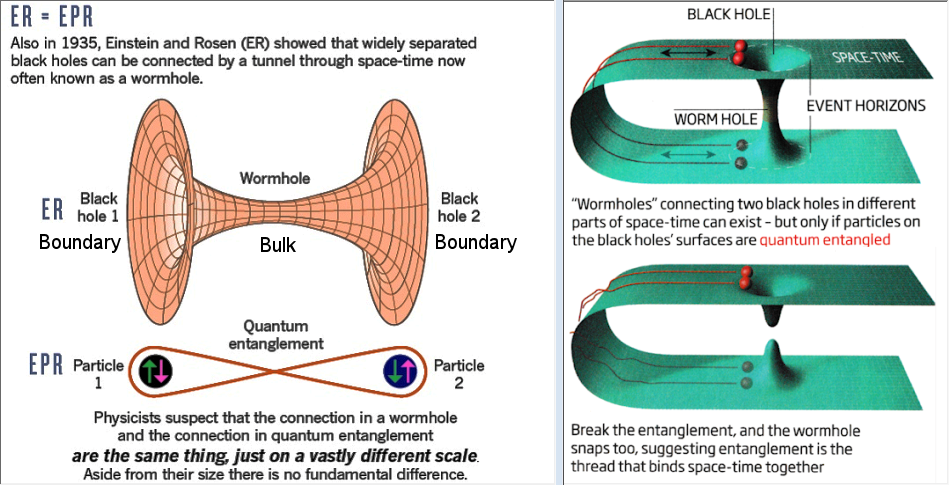 ER = EPR
Also in 1935, Einstein and Rosen (ER) showed that widely separated
black holes can be connected by a tunnel through space-time now
often known as a wormhole.
Wormhole
ER
Black
hole 1
Black
hole 2
Boundary
Bulk
Boundary
Quantum
entanglement
EPR
Particle
1
Particle
2
Physicists suspect that the connection in a wormhole
and the connection in quantum entanglement
are the same thing, just on a vastly different scale.
Aside from their size there is no fundamental difference.
BLACK HOLE
SPACE-TIME
EVENT HORIZONS
WORM HOLE
“Wormholes” connecting two black holes in different
parts of space-time can exist – but only if particles on
the black holes’ surfaces are quantum entangled
Break the entanglement, and the wormhole
snaps too, suggesting entanglement is the
thread that binds space-time together